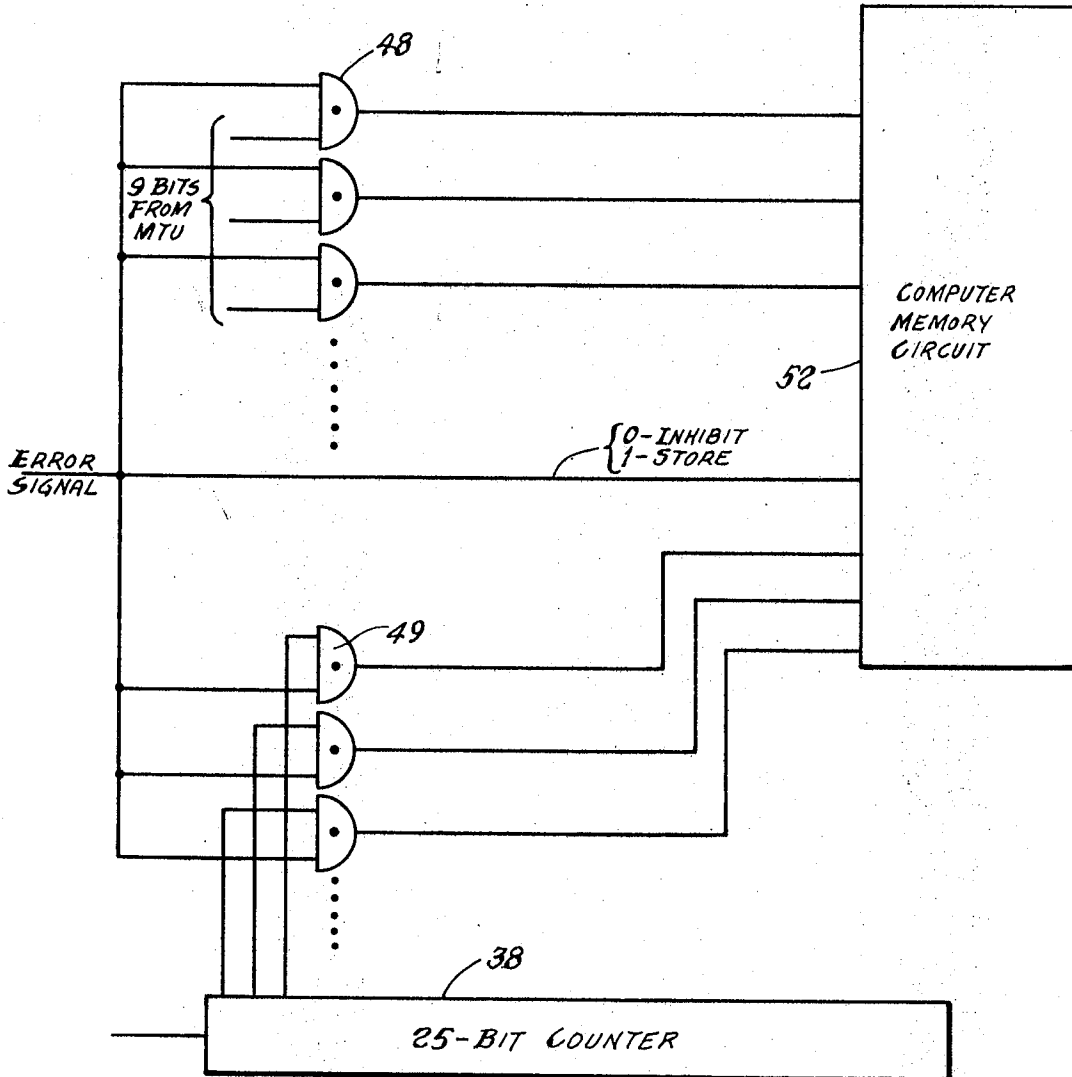 48
9 BITS
FROM
MTU
COMPUTER
MEMORY
CIRCUIT
52
0-INHIBIT
1-STORE
ERROR
SIGNAL
49
38
25-BIT COUNTER